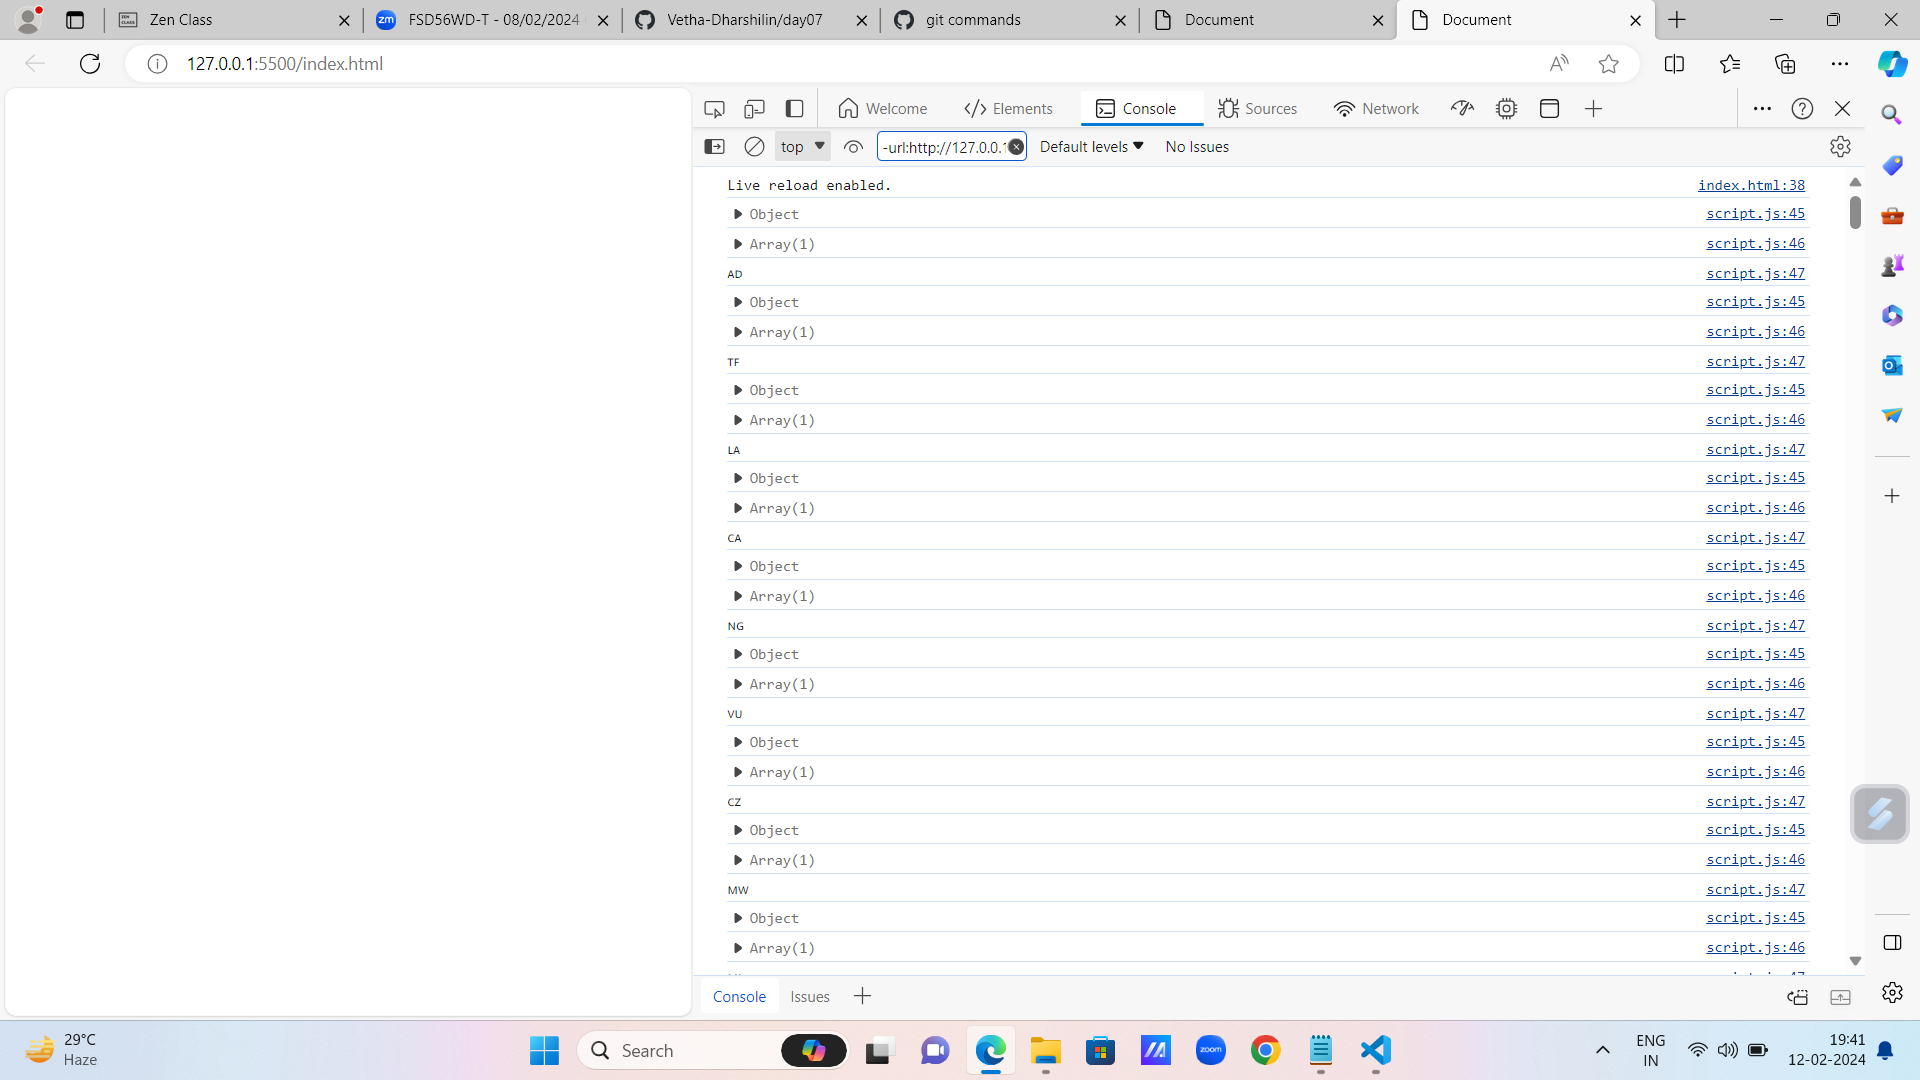 Zen Class
FSD56WD-T - 08/02/2024
Vetha-Dharshilin/day07
git commands
Document
Document
127.0.0.1:5500/index.html
Welcome
Elements
Console
Sources
Network
top
-url:http://127.0.0.1
Default levels
No Issues
Live reload enabled. index.html:38
Object script.js:45
Array(1) script.js:46
AD script.js:47
Object script.js:45
Array(1) script.js:46
TF script.js:47
Object script.js:45
Array(1) script.js:46
LA script.js:47
Object script.js:45
Array(1) script.js:46
CA script.js:47
Object script.js:45
Array(1) script.js:46
NG script.js:47
Object script.js:45
Array(1) script.js:46
VU script.js:47
Object script.js:45
Array(1) script.js:46
CZ script.js:47
Object script.js:45
Array(1) script.js:46
MW script.js:47
Object script.js:45
Array(1) script.js:46
Console
Issues
29°C
Haze
Search
zoom
ENG
IN
19:41
12-02-2024